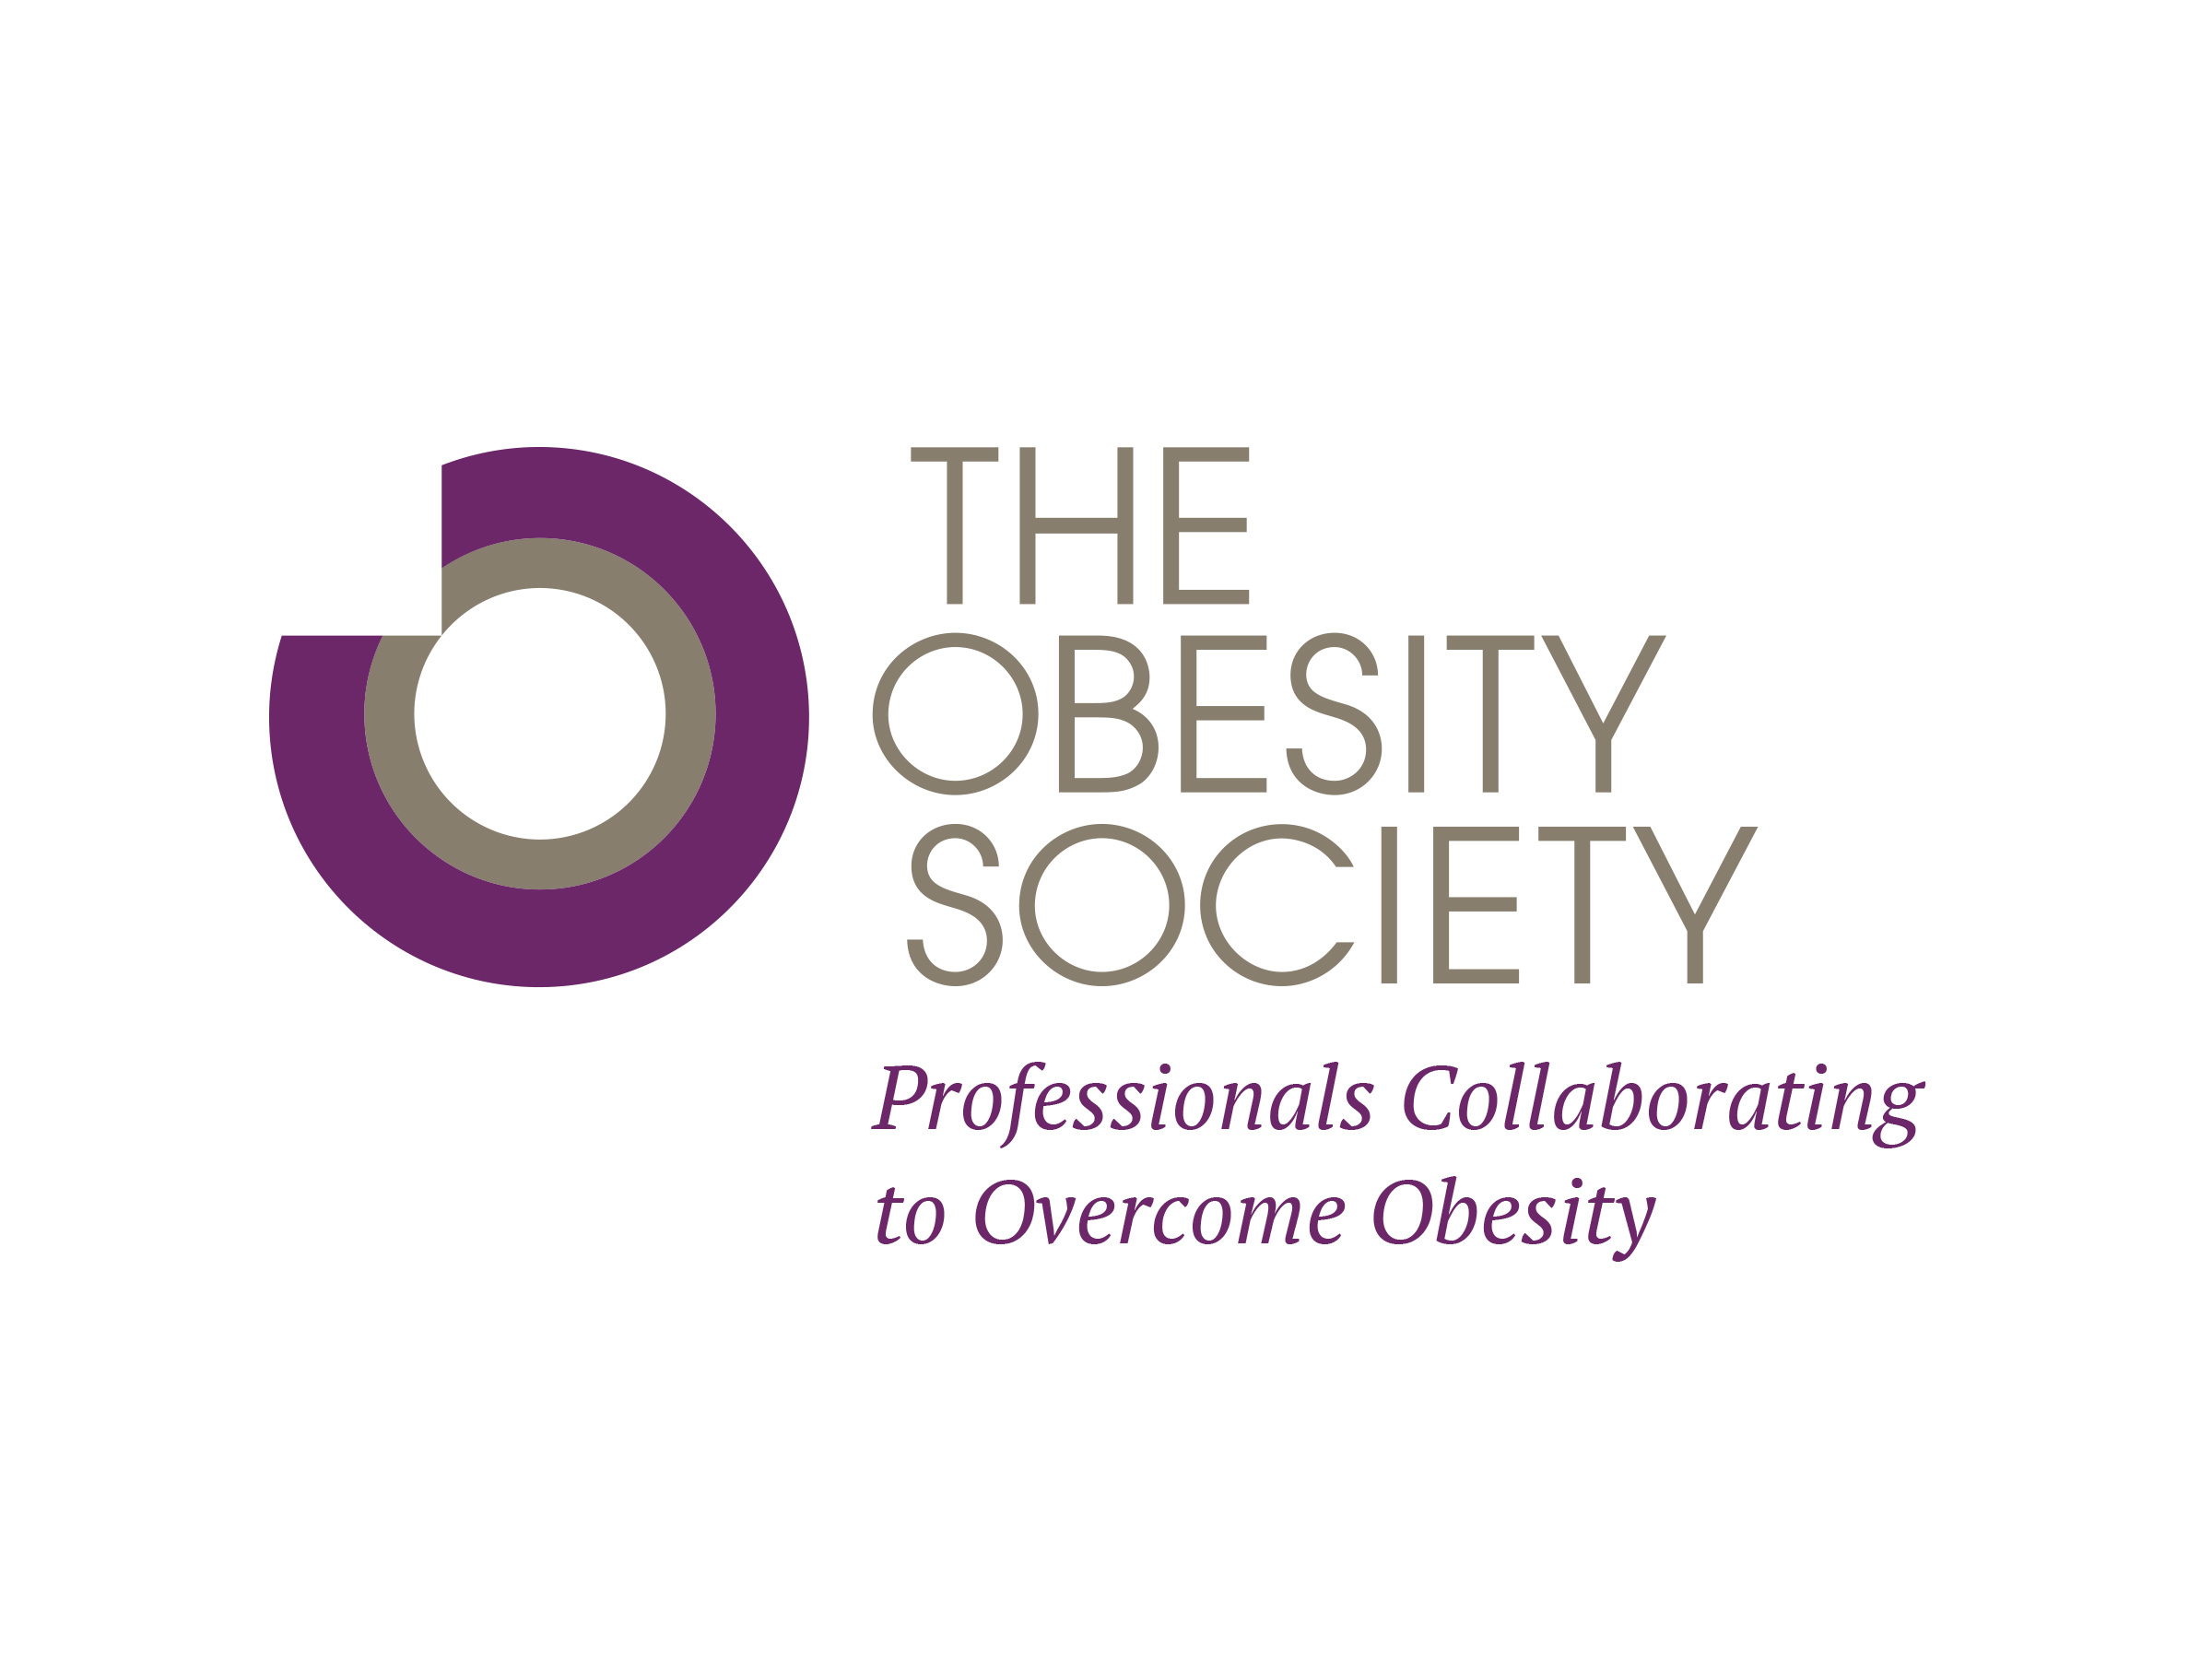 THE
OBESITY
SOCIETY
Professionals Collaborating
to Overcome Obesity